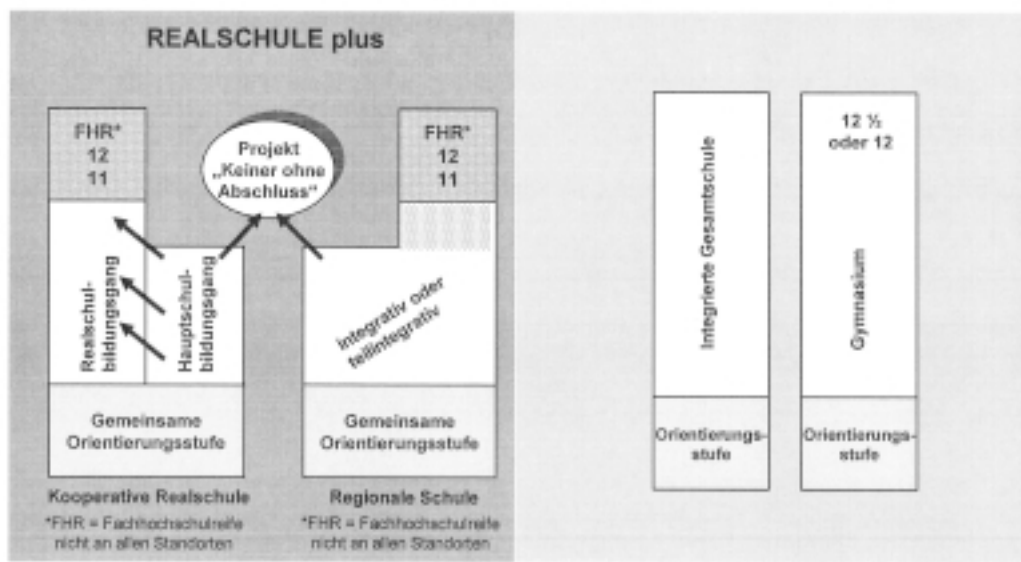 REALSCHULE plus
FHR*
12
11
Projekt
„Keiner ohne
Abschluss“
FHR*
12
11
Realschul-
bildungsgang
Hauptschul-
bildungsgang
Integrativ oder
teilintegrativ
Gemeinsame
Orientierungsstufe
Gemeinsame
Orientierungsstufe
Kooperative Realschule
*FHR = Fachhochschulreife
nicht an allen Standorten
Regionale Schule
*FHR = Fachhochschulreife
nicht an allen Standorten
Integrierte Gesamtschule
Orientierungs-
stufe
12 ½
oder 12
Gymnasium
Orientierungs-
stufe